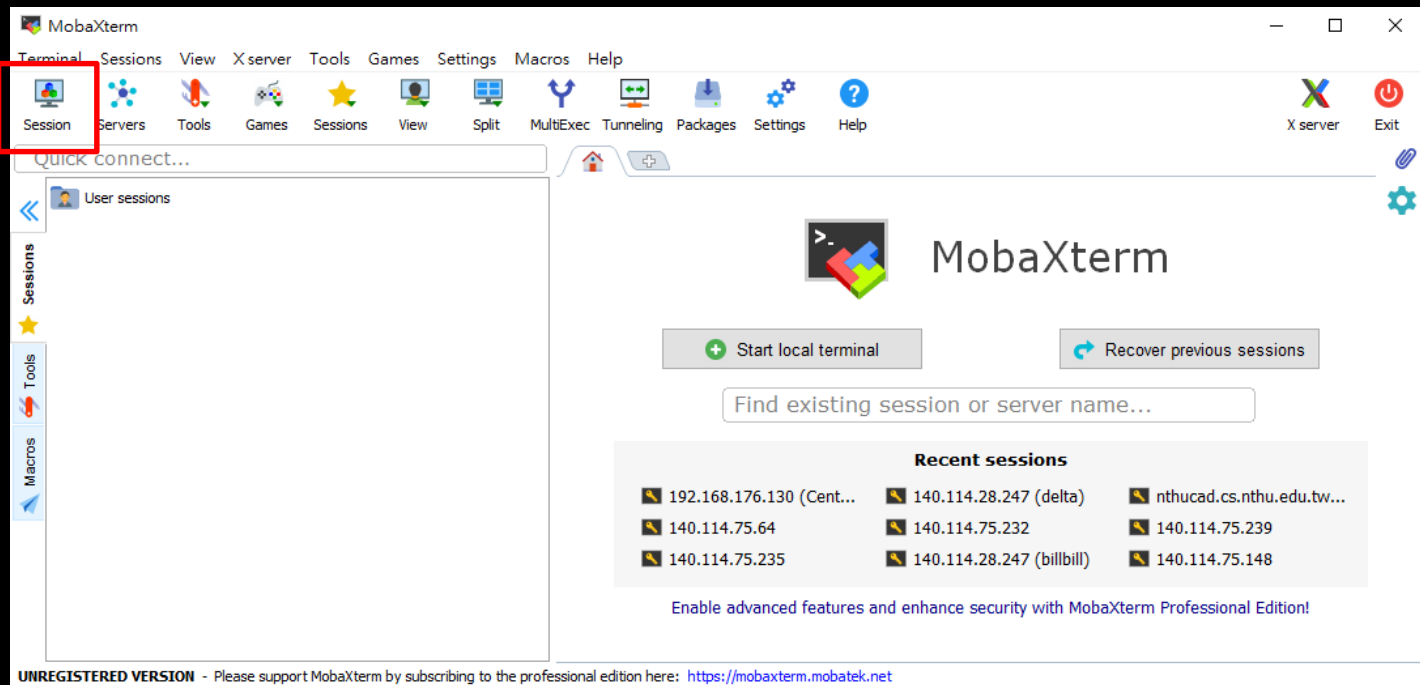 MobaXterm
Terminal Sessions View X server Tools Games Settings Macros Help
Session Servers Tools Games Sessions View Split MultiExec Tunneling Packages Settings Help X server Exit
Quick connect...
User sessions
Sessions
Tools
Macros
>_
MobaXterm
Start local terminal Recover previous sessions
Find existing session or server name...
Recent sessions
192.168.176.130 (Cent... 140.114.28.247 (delta) nthucad.cs.nthu.edu.tw...
140.114.75.64 140.114.75.232 140.114.75.239
140.114.75.235 140.114.28.247 (billbill) 140.114.75.148
Enable advanced features and enhance security with MobaXterm Professional Edition!
UNREGISTERED VERSION - Please support MobaXterm by subscribing to the professional edition here: https://mobaxterm.mobatek.net